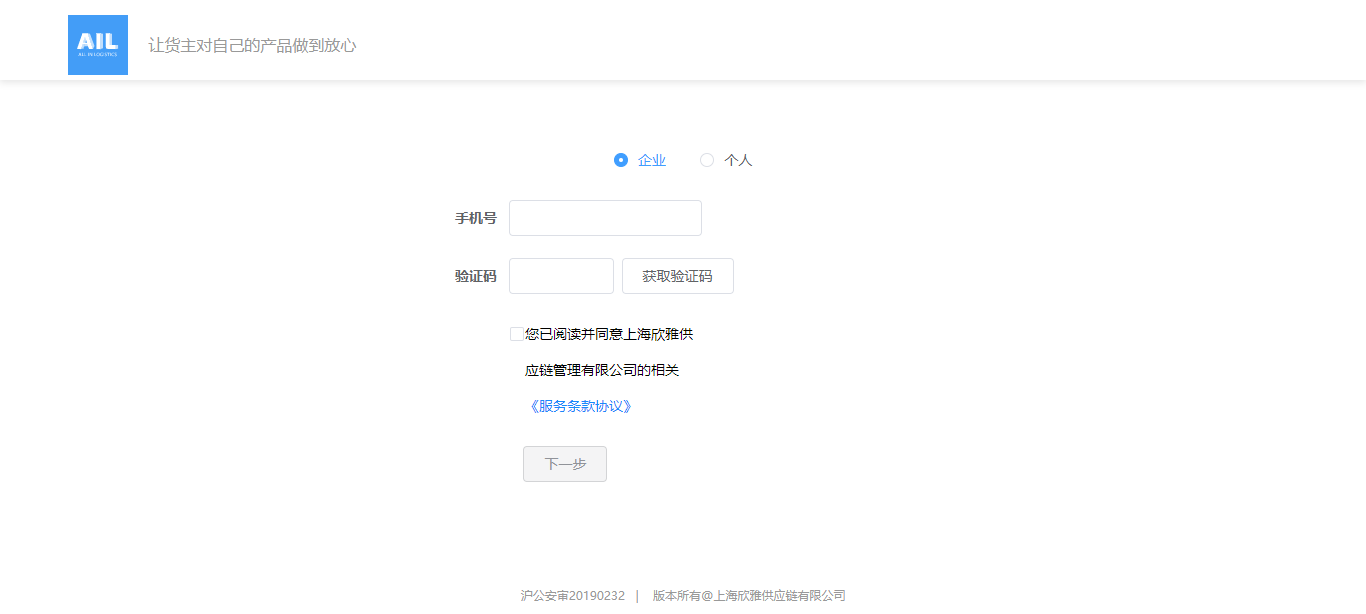 AIL
ALL IN LOGISTICS
让货主对自己的产品做到放心
企业
个人
手机号
验证码
获取验证码
您已阅读并同意上海欣雅供
应链管理有限公司的相关
《服务条款协议》
下一步
沪公安审20190232 | 版本所有@上海欣雅供应链有限公司